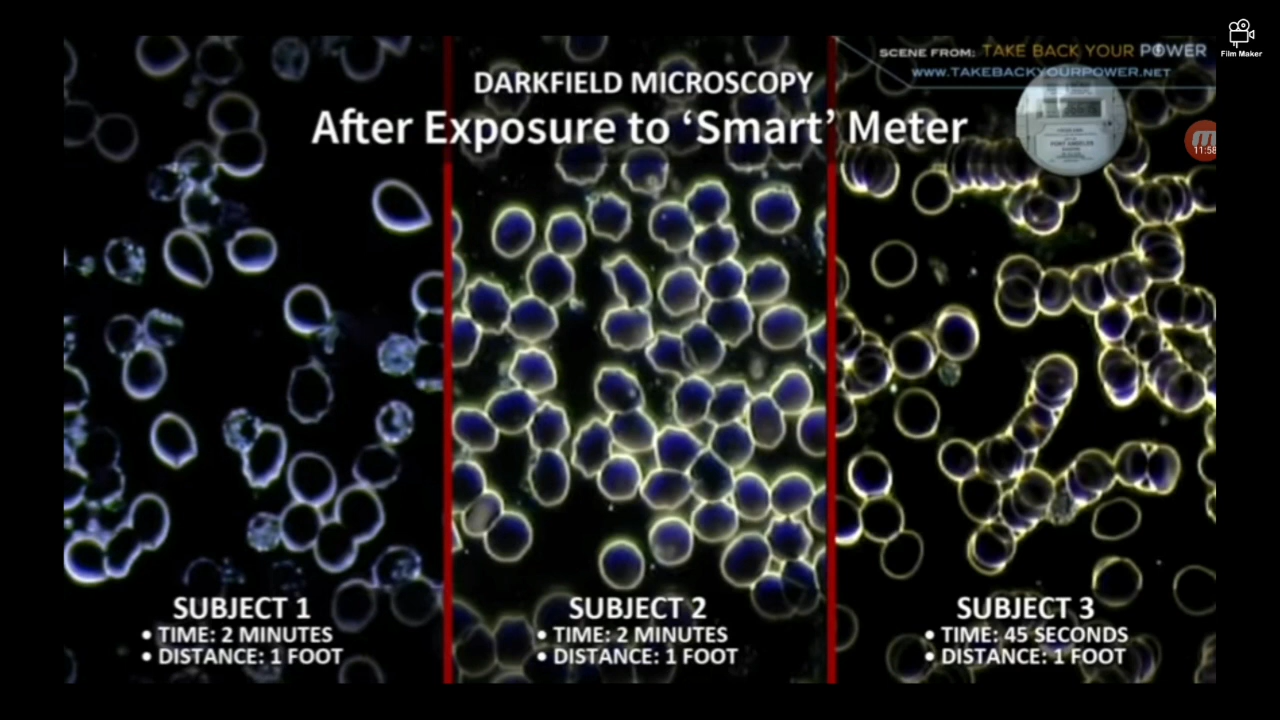 SCENE FROM: TAKE BACK YOUR POWER
WWW.TAKEBACKYOURPOWER.NET
Film Maker
DARKFIELD MICROSCOPY
After Exposure to ‘Smart’ Meter
11:58
SUBJECT 1
• TIME: 2 MINUTES
• DISTANCE: 1 FOOT
SUBJECT 2
• TIME: 2 MINUTES
• DISTANCE: 1 FOOT
SUBJECT 3
• TIME: 45 SECONDS
• DISTANCE: 1 FOOT